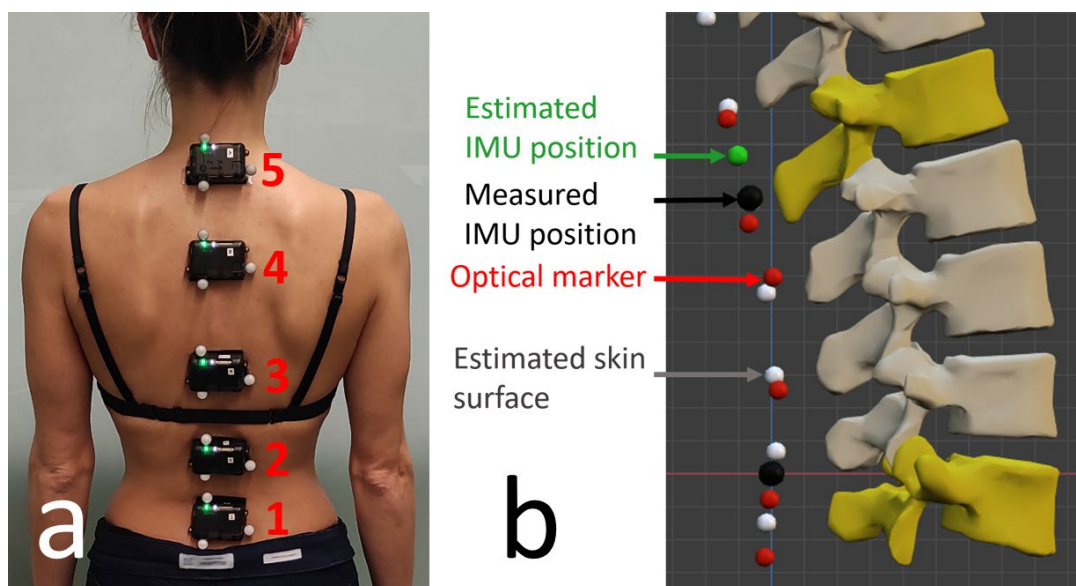 5
4
3
2
1
a
Estimated
IMU position
Measured
IMU position
Optical marker
Estimated skin
surface
b